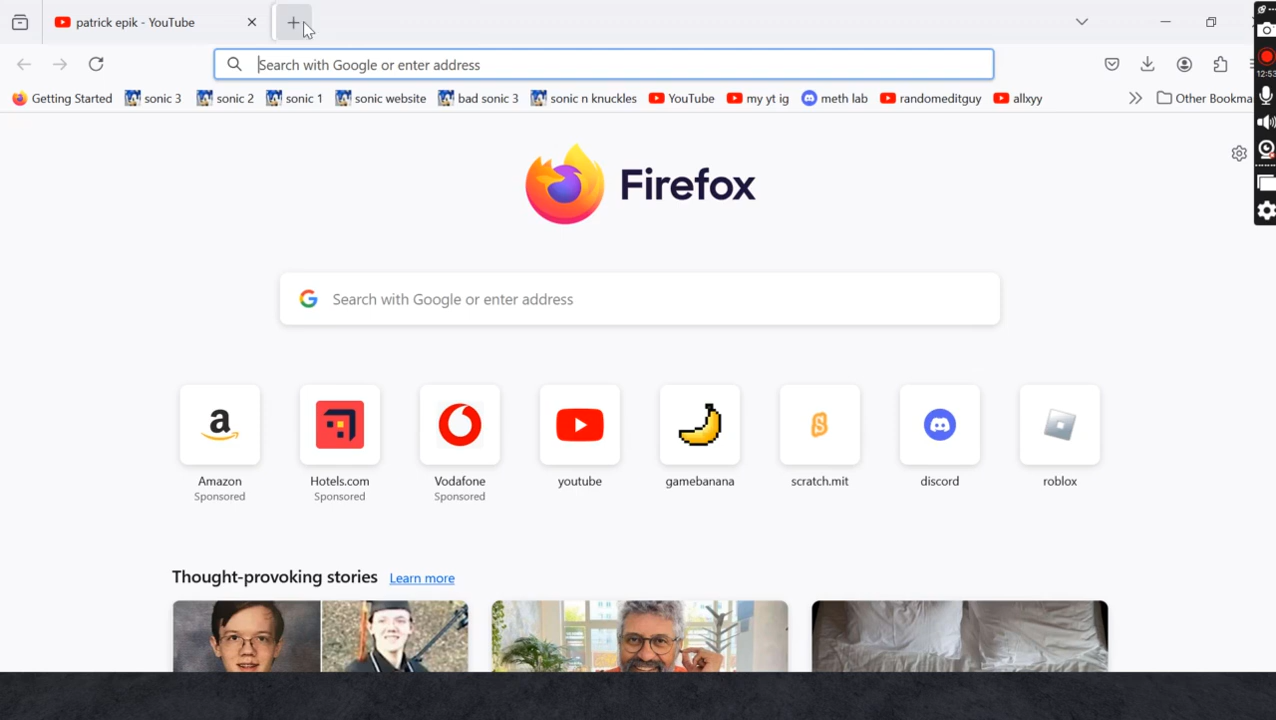 patrick epik - YouTube
Search with Google or enter address
12:53
Getting Started sonic 3 sonic 2 sonic 1 sonic website bad sonic 3 sonic n knuckles YouTube my yt ig meth lab randomeditguy allxyy Other Bookma
Firefox
Search with Google or enter address
Amazon Hotels.com Vodafone youtube gamebanana scratch.mit discord roblox
Sponsored Sponsored Sponsored
Thought-provoking stories Learn more